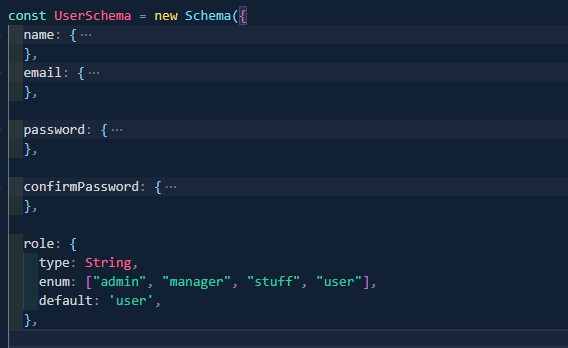 const UserSchema = new Schema({
name: {···
},
email: {···
},
password: {···
},
confirmPassword: {···
},
role: {
type: String,
enum: ["admin", "manager", "stuff", "user"],
default: 'user',
},